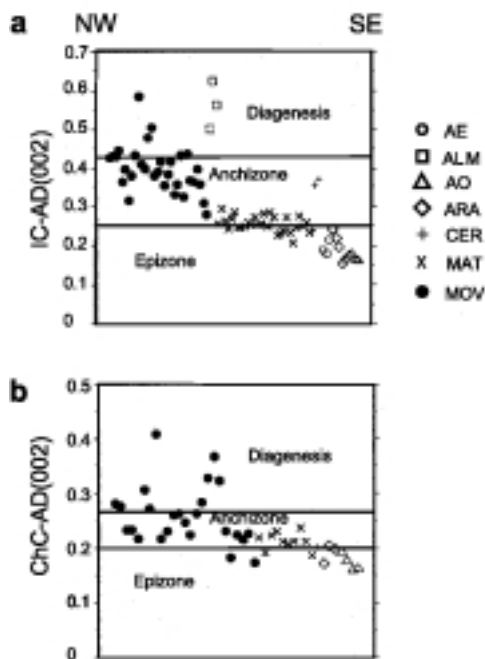 a NW SE
0.7
0.6
0.5
0.4
0.3
0.2
0.1
0
IC-AD(002)
Diagenesis
Anchizone
Epizone
AE
ALM
AO
ARA
CER
MAT
MOV
b
0.5
0.4
0.3
0.2
0.1
0
ChC-AD(002)
Diagenesis
Anchizone
Epizone